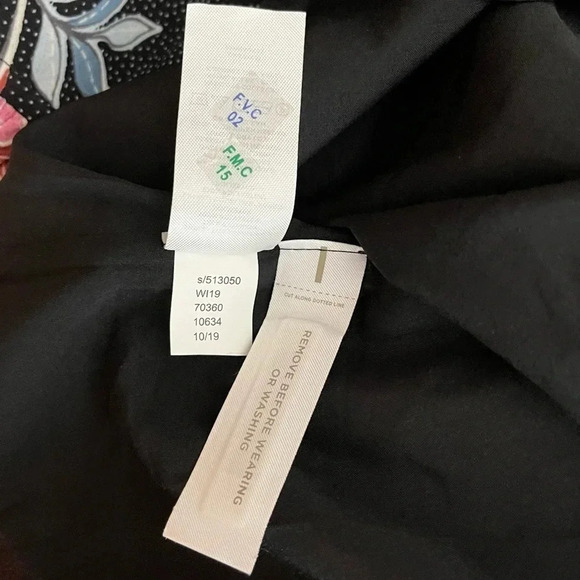 F.V.C
02
F.M.C
15
s/513050
WI19
70360
10634
10/19
CUT ALONG DOTTED LINE
REMOVE BEFORE WEARING
OR WASHING